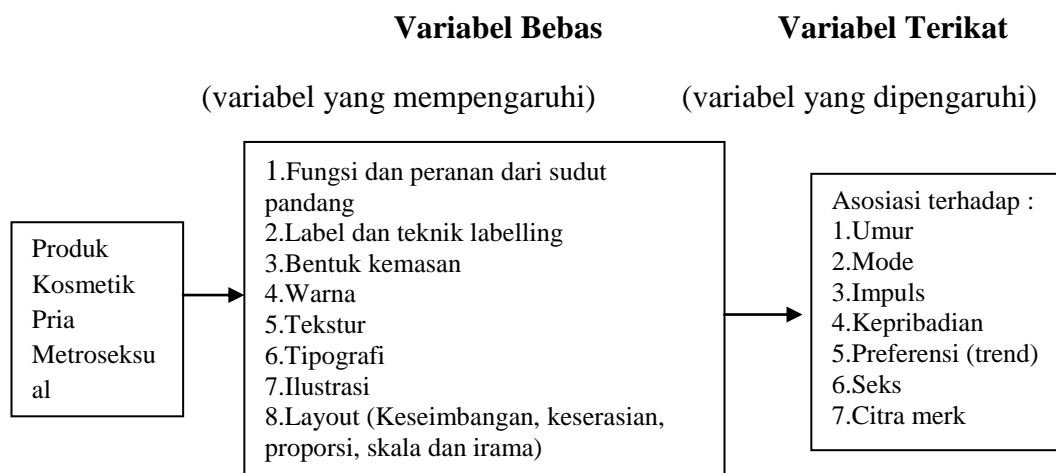 Variabel Bebas
Variabel Terikat
(variabel yang mempengaruhi)
(variabel yang dipengaruhi)
Produk
Kosmetik
Pria
Metroseksu
al
1.Fungsi dan peranan dari sudut
pandang
2.Label dan teknik labelling
3.Bentuk kemasan
4.Warna
5.Tekstur
6.Tipografi
7.Ilustrasi
8.Layout (Keseimbangan, keserasian,
proporsi, skala dan irama)
Asosiasi terhadap :
1.Umur
2.Mode
3.Impuls
4.Kepribadian
5.Preferensi (trend)
6.Seks
7.Citra merk